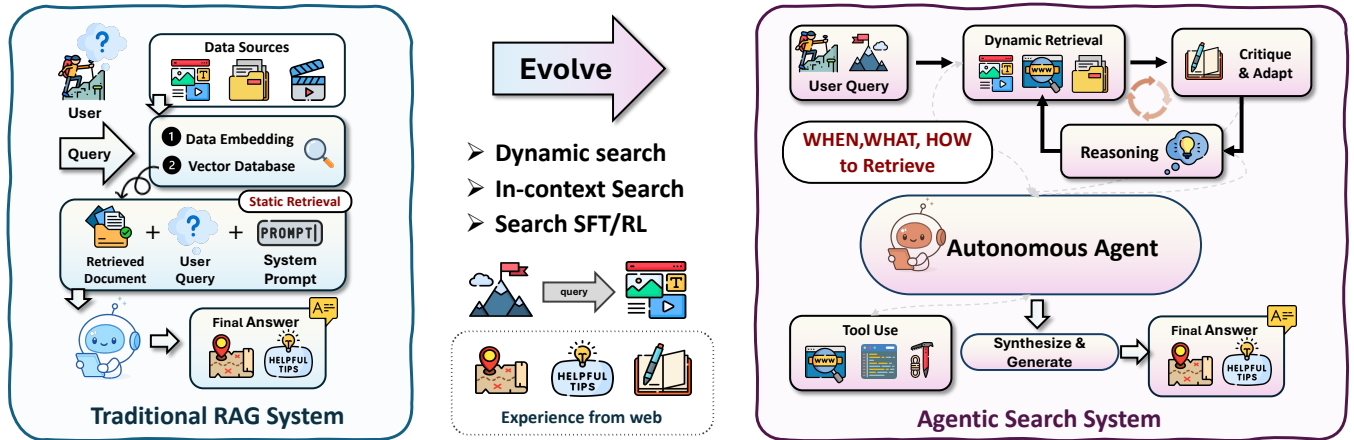 Data Sources
User
Query
1 Data Embedding
2 Vector Database
Static Retrieval
Retrieved
Document
+
User
Query
+
PROMPT
System
Prompt
Final Answer
A
HELPFUL
TIPS
Traditional RAG System
Evolve
➢ Dynamic search
➢ In-context Search
➢ Search SFT/RL
query
T
HELPFUL
TIPS
Experience from web
User Query
Dynamic Retrieval
T
WWW
Critique
& Adapt
WHEN,WHAT, HOW
to Retrieve
Reasoning
Autonomous Agent
Tool Use
WWW
Synthesize &
Generate
Final Answer
A
HELPFUL
TIPS
Agentic Search System